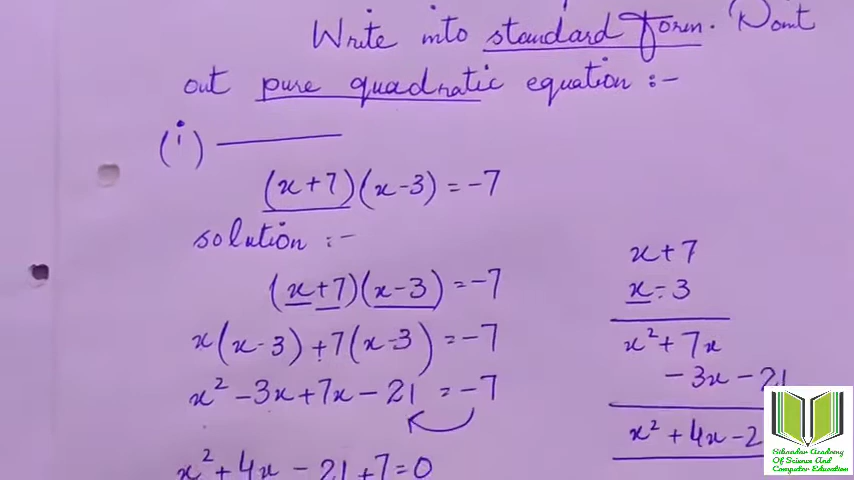 Write into standard form. Point
out pure quadratic equation :-
(i)
(x+7)(x-3) = -7
solution :-
(x+7)(x-3) = -7
x(x-3)+7(x-3) = -7
x² -3x+7x-21 = -7
x²+4x-21+7=0
x+7
x-3
x²+7x
-3x-21
x²+4x-2
Sikandar Academy
Of Science And
Computer Education